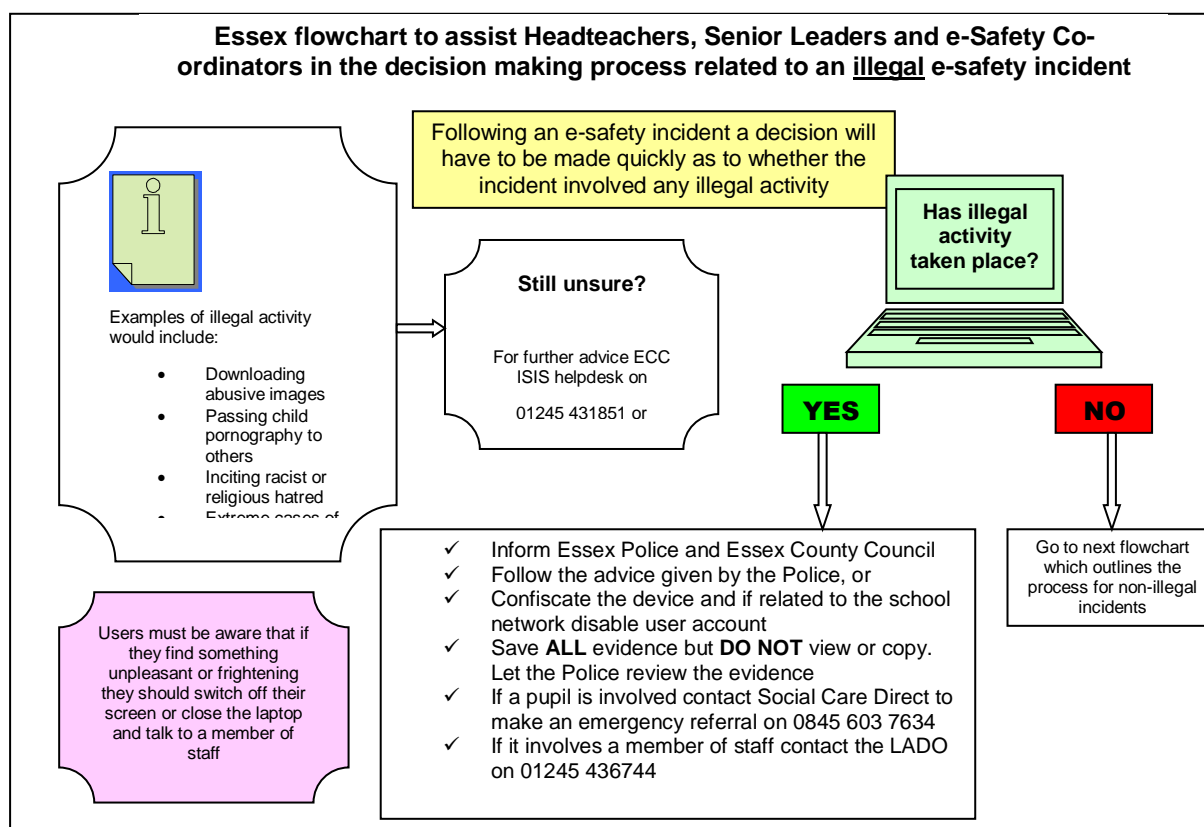 Essex flowchart to assist Headteachers, Senior Leaders and e-Safety Co-
ordinators in the decision making process related to an illegal e-safety incident
Following an e-safety incident a decision will
have to be made quickly as to whether the
incident involved any illegal activity
Has illegal
activity
taken place?
Examples of illegal activity
would include:
• Downloading
abusive images
• Passing child
pornography to
others
• Inciting racist or
religious hatred
• Extreme cases of
Still unsure?
For further advice ECC
ISIS helpdesk on
01245 431851 or
YES
NO
✓ Inform Essex Police and Essex County Council
✓ Follow the advice given by the Police, or
✓ Confiscate the device and if related to the school
network disable user account
✓ Save ALL evidence but DO NOT view or copy.
Let the Police review the evidence
✓ If a pupil is involved contact Social Care Direct to
make an emergency referral on 0845 603 7634
✓ If it involves a member of staff contact the LADO
on 01245 436744
Go to next flowchart
which outlines the
process for non-illegal
incidents
Users must be aware that if
they find something
unpleasant or frightening
they should switch off their
screen or close the laptop
and talk to a member of
staff